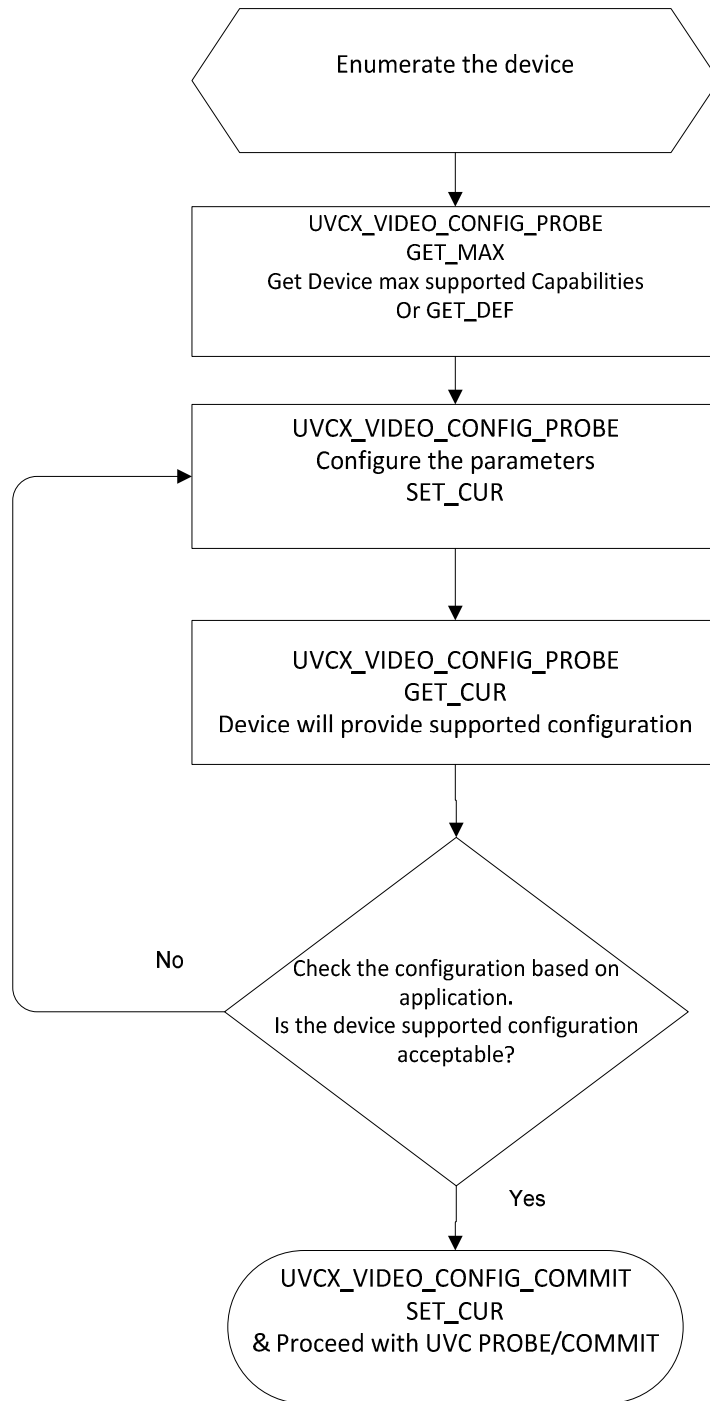 Enumerate the device
UVCX_VIDEO_CONFIG_PROBE
GET_MAX
Get Device max supported Capabilities
Or GET_DEF
UVCX_VIDEO_CONFIG_PROBE
Configure the parameters
SET_CUR
UVCX_VIDEO_CONFIG_PROBE
GET_CUR
Device will provide supported configuration
No
Check the configuration based on
application.
Is the device supported configuration
acceptable?
Yes
UVCX_VIDEO_CONFIG_COMMIT
SET_CUR
& Proceed with UVC PROBE/COMMIT